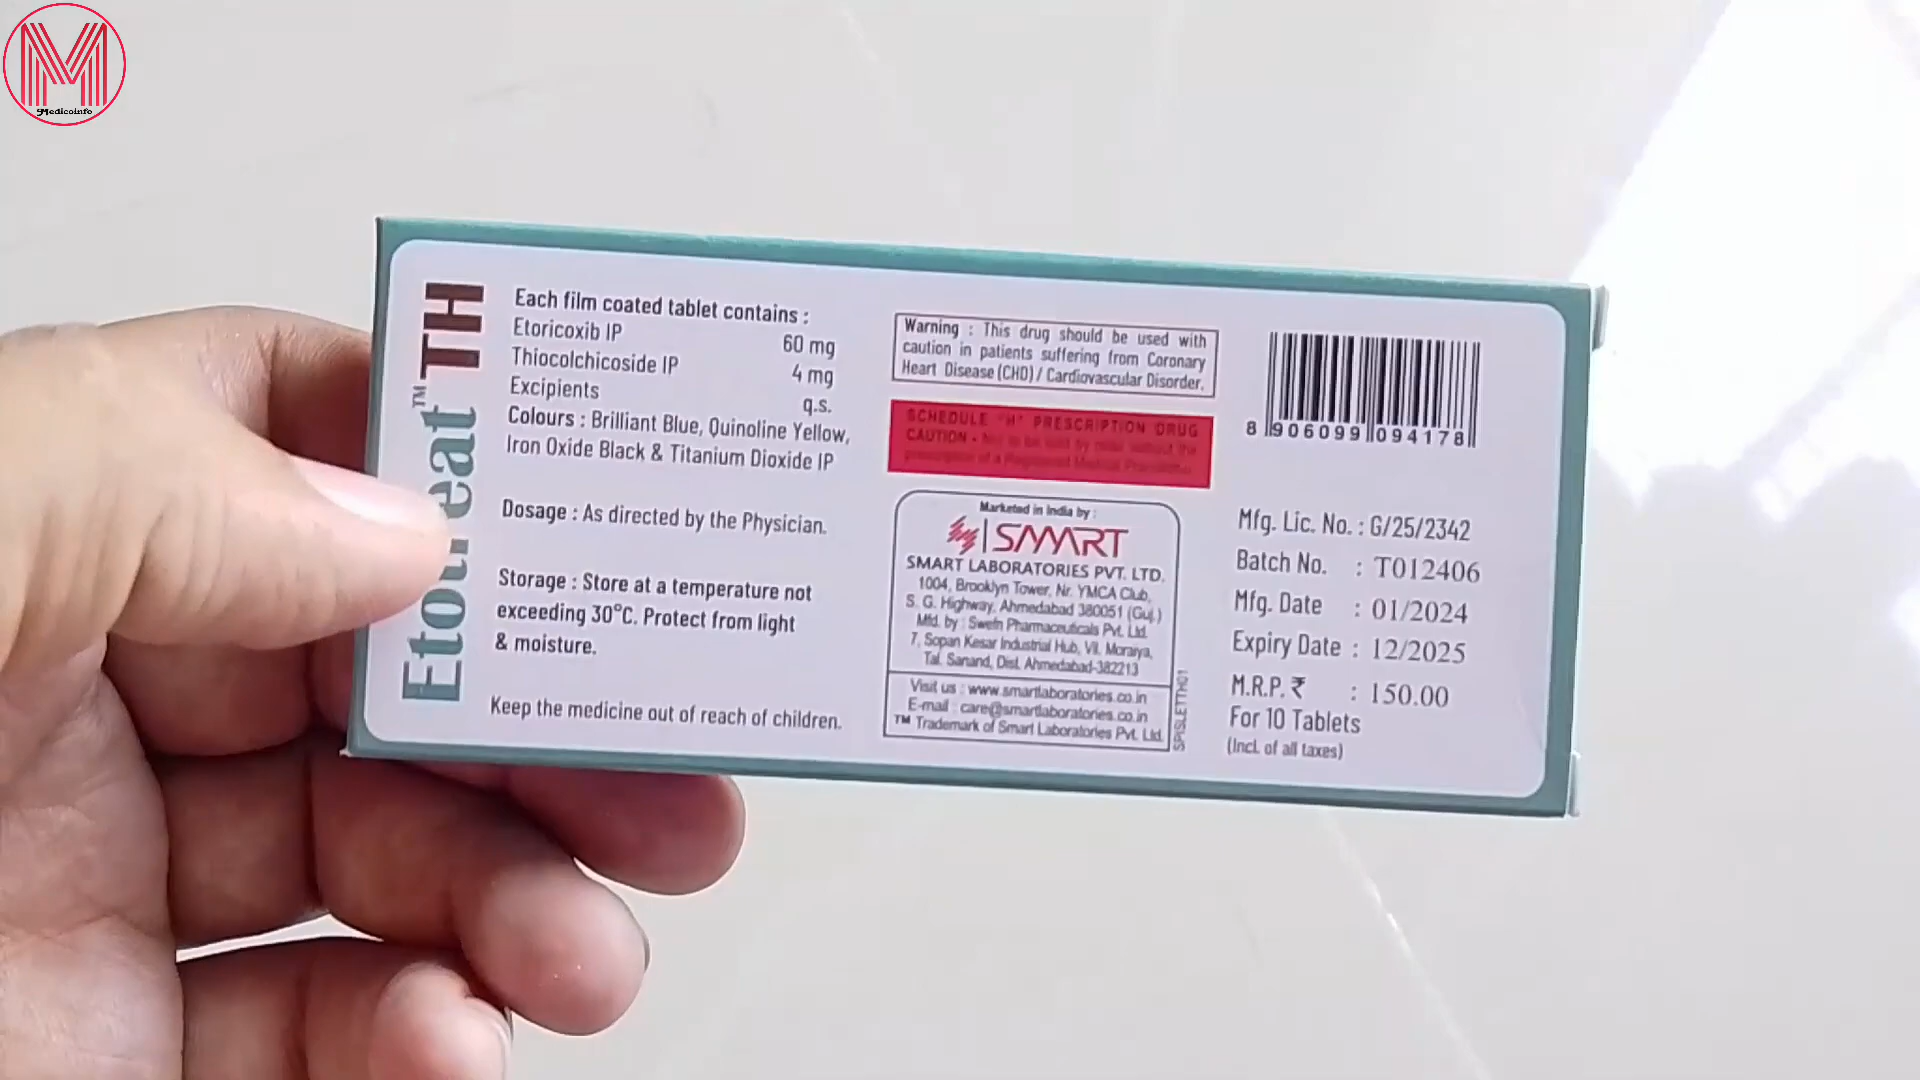 M
Medicoinfo
TH
™
Each film coated tablet contains :
Etoricoxib IP 60 mg
Thiocolchicoside IP 4 mg
Excipients q.s.
Colours : Brilliant Blue, Quinoline Yellow,
Iron Oxide Black & Titanium Dioxide IP
Dosage : As directed by the Physician.
Storage : Store at a temperature not
exceeding 30°C. Protect from light
& moisture.
Keep the medicine out of reach of children.
Warning : This drug should be used with
caution in patients suffering from Coronary
Heart Disease (CHD) / Cardiovascular Disorder.
SCHEDULE "H" PRESCRIPTION DRUG
CAUTION - Not to be sold by retail without the
prescription of a Registered Medical Practitioner.
Marketed in India by :
SMART
SMART LABORATORIES PVT. LTD.
1004, Brooklyn Tower, Nr. YMCA Club,
S. G. Highway, Ahmedabad 380051 (Guj.)
Mfd. by : Swefn Pharmaceuticals Pvt. Ltd.
7, Sopan Kesar Industrial Hub, Vil. Moraiya,
Tal. Sanand, Dist. Ahmedabad-382213
Visit us : www.smartlaboratories.co.in
E-mail : care@smartlaboratories.co.in
™ Trademark of Smart Laboratories Pvt. Ltd.
SPISLETTH01
8 906099 094178
Mfg. Lic. No. : G/25/2342
Batch No. : T012406
Mfg. Date : 01/2024
Expiry Date : 12/2025
M.R.P. ₹ : 150.00
For 10 Tablets
(Incl. of all taxes)